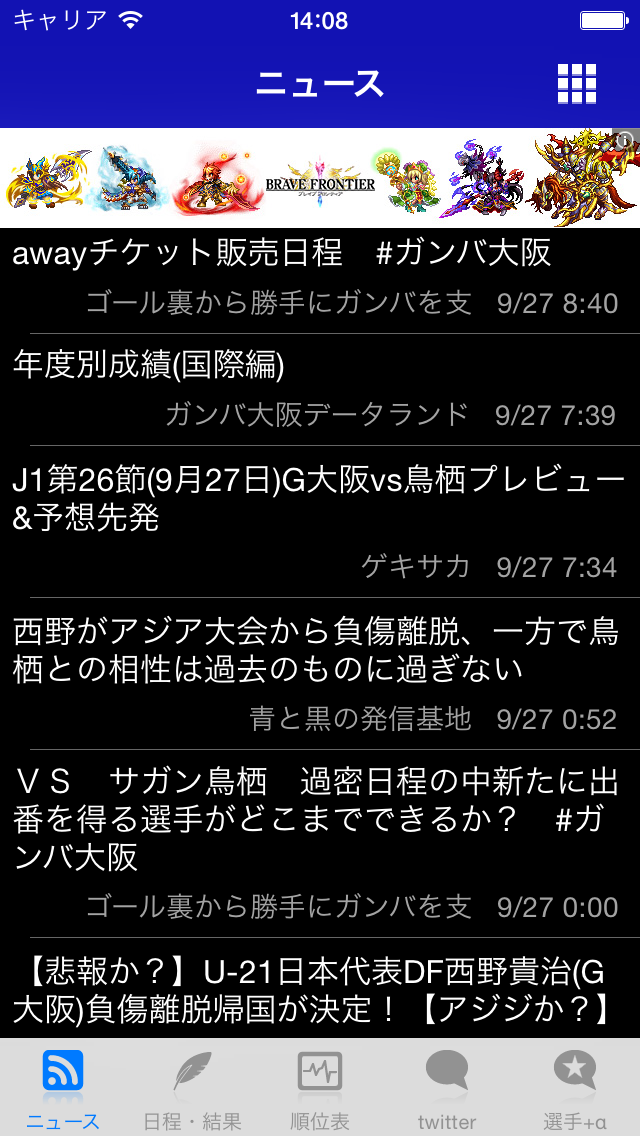 キャリア 14:08
ニュース
BRAVE FRONTIER
ブレイブ フロンティア
awayチケット販売日程　#ガンバ大阪
ゴール裏から勝手にガンバを支 9/27 8:40
年度別成績(国際編)
ガンバ大阪データランド 9/27 7:39
J1第26節(9月27日)G大阪vs鳥栖プレビュー
&予想先発
ゲキサカ 9/27 7:34
西野がアジア大会から負傷離脱、一方で鳥
栖との相性は過去のものに過ぎない
青と黒の発信基地 9/27 0:52
ＶＳ　サガン鳥栖　過密日程の中新たに出
番を得る選手がどこまでできるか？　#ガ
ンバ大阪
ゴール裏から勝手にガンバを支 9/27 0:00
【悲報か？】U-21日本代表DF西野貴治(G
大阪)負傷離脱帰国が決定！【アジジか？】
ニュース 日程・結果 順位表 twitter 選手+α